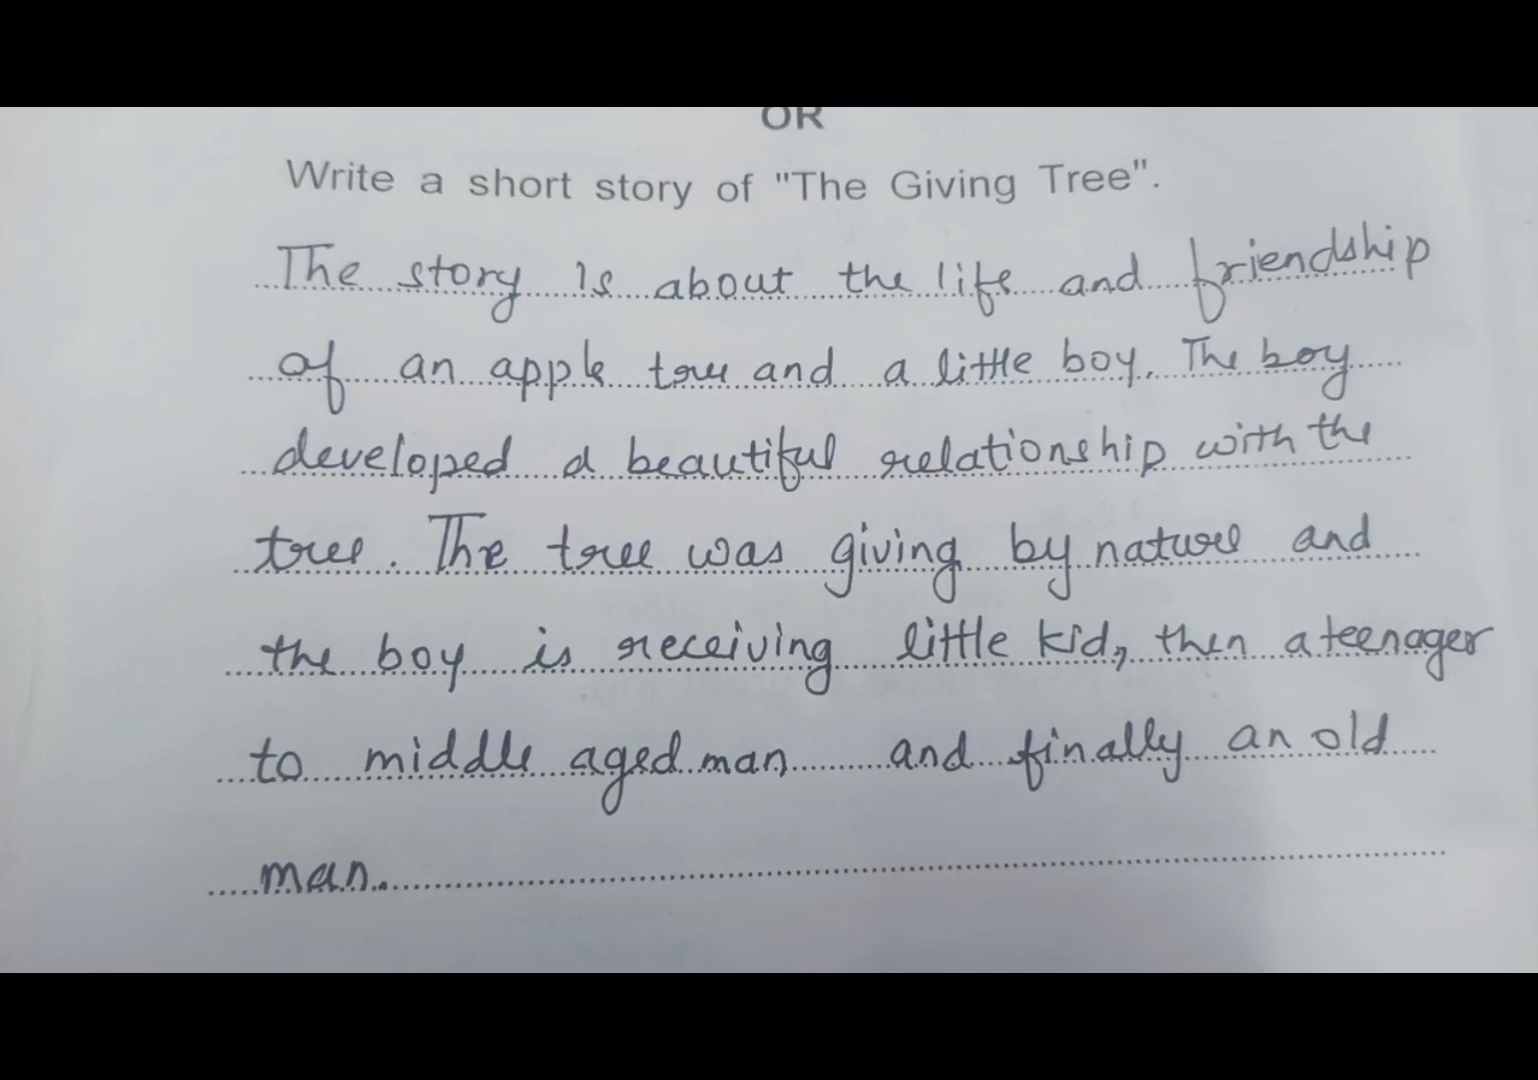 OR
Write a short story of "The Giving Tree".
The story is about the life and friendship
of an apple tree and a little boy. The boy
developed a beautiful relationship with the
tree. The tree was giving by nature and
the boy is receiving little kid, then a teenager
to middle aged man and finally an old
man.